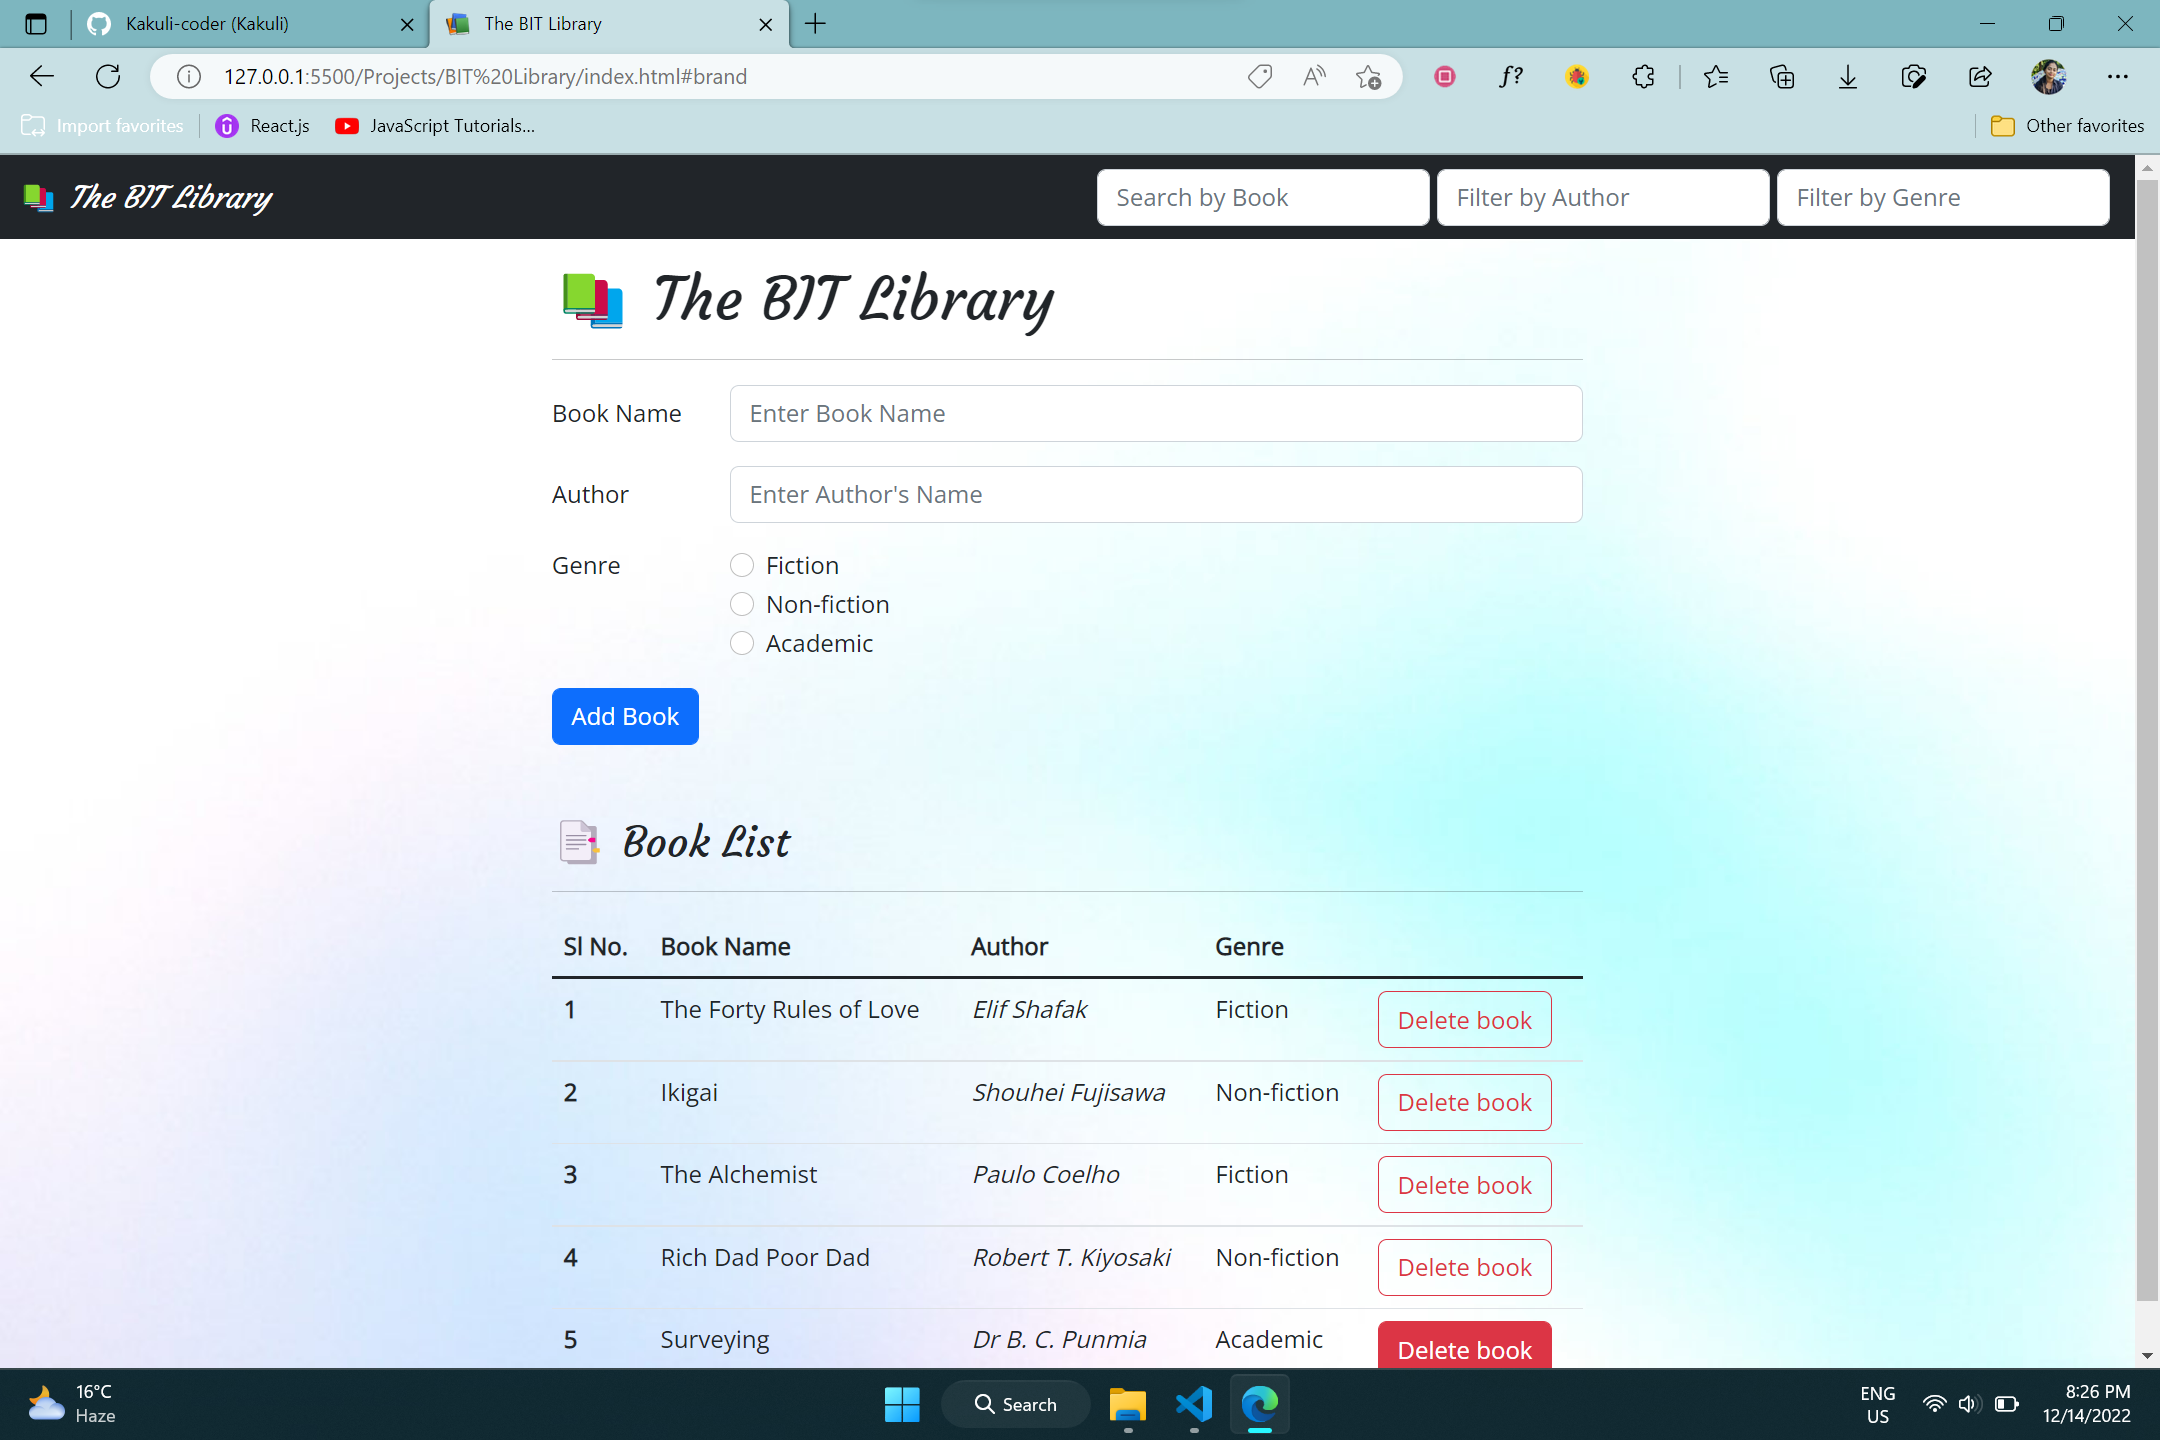 Kakuli-coder (Kakuli)
The BIT Library
127.0.0.1:5500/Projects/BIT%20Library/index.html#brand
Import favorites
React.js
JavaScript Tutorials...
Other favorites
The BIT Library
Search by Book
Filter by Author
Filter by Genre
The BIT Library
Book Name
Enter Book Name
Author
Enter Author's Name
Genre
Fiction
Non-fiction
Academic
Add Book
Book List
Sl No. Book Name Author Genre
1 The Forty Rules of Love Elif Shafak Fiction Delete book
2 Ikigai Shouhei Fujisawa Non-fiction Delete book
3 The Alchemist Paulo Coelho Fiction Delete book
4 Rich Dad Poor Dad Robert T. Kiyosaki Non-fiction Delete book
5 Surveying Dr B. C. Punmia Academic Delete book
16°C
Haze
Search
ENG
US
8:26 PM
12/14/2022